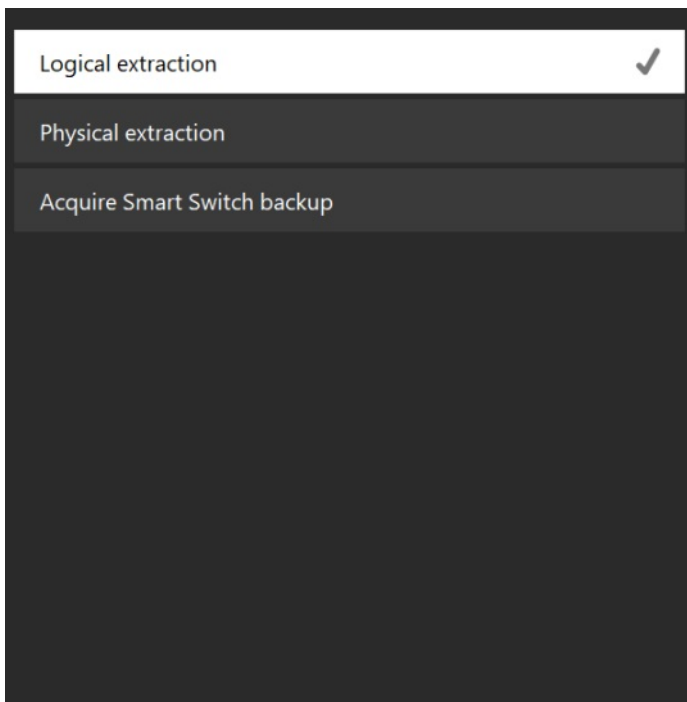 Logical extraction
Physical extraction
Acquire Smart Switch backup